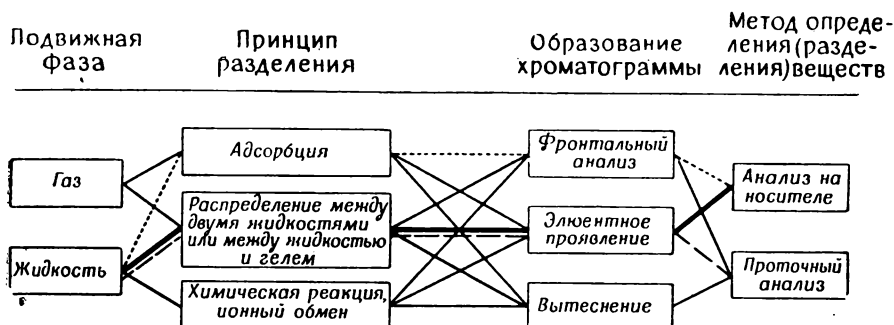 Подвижная
фаза
Принцип
разделения
Образование
хроматограммы
Метод опреде-
ления (разде-
ления) веществ
Газ
Жидкость
Адсорбция
Распределение между
двумя жидкостями
или между жидкостью
и гелем
Химическая реакция,
ионный обмен
Фронтальный
анализ
Элюентное
проявление
Вытеснение
Анализ на
носителе
Проточный
анализ